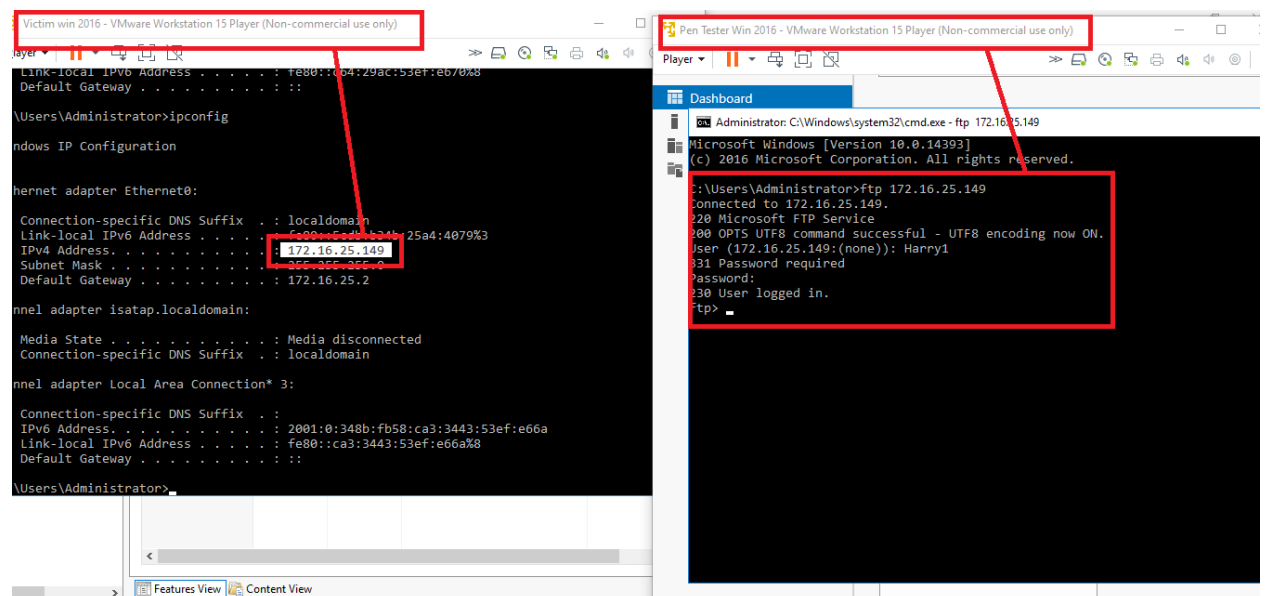 Victim win 2016 - VMware Workstation 15 Player (Non-commercial use only)
Link-local IPv6 Address . . . . . : fe80::c64:29ac:53ef:e670%8
Default Gateway . . . . . . . . . : ::
\Users\Administrator>ipconfig
ndows IP Configuration
hernet adapter Ethernet0:
Connection-specific DNS Suffix  . : localdomain
Link-local IPv6 Address . . . . . :
IPv4 Address. . . . . . . . . . . : 172.16.25.149
Subnet Mask . . . . . . . . . . . : 255.255.255.0
Default Gateway . . . . . . . . . : 172.16.25.2
nnel adapter isatap.localdomain:
Media State . . . . . . . . . . . : Media disconnected
Connection-specific DNS Suffix  . : localdomain
nnel adapter Local Area Connection* 3:
Connection-specific DNS Suffix  . :
IPv6 Address. . . . . . . . . . . : 2001:0:348b:fb58:ca3:3443:53ef:e66a
Link-local IPv6 Address . . . . . : fe80::ca3:3443:53ef:e66a%8
Default Gateway . . . . . . . . . : ::
\Users\Administrator>
Features View Content View
Pen Tester Win 2016 - VMware Workstation 15 Player (Non-commercial use only)
Player
Dashboard
Administrator: C:\Windows\system32\cmd.exe - ftp 172.16.25.149
Microsoft Windows [Version 10.0.14393]
(c) 2016 Microsoft Corporation. All rights reserved.
C:\Users\Administrator>ftp 172.16.25.149
Connected to 172.16.25.149.
220 Microsoft FTP Service
200 OPTS UTF8 command successful - UTF8 encoding now ON.
User (172.16.25.149:(none)): Harry1
331 Password required
Password:
230 User logged in.
ftp>